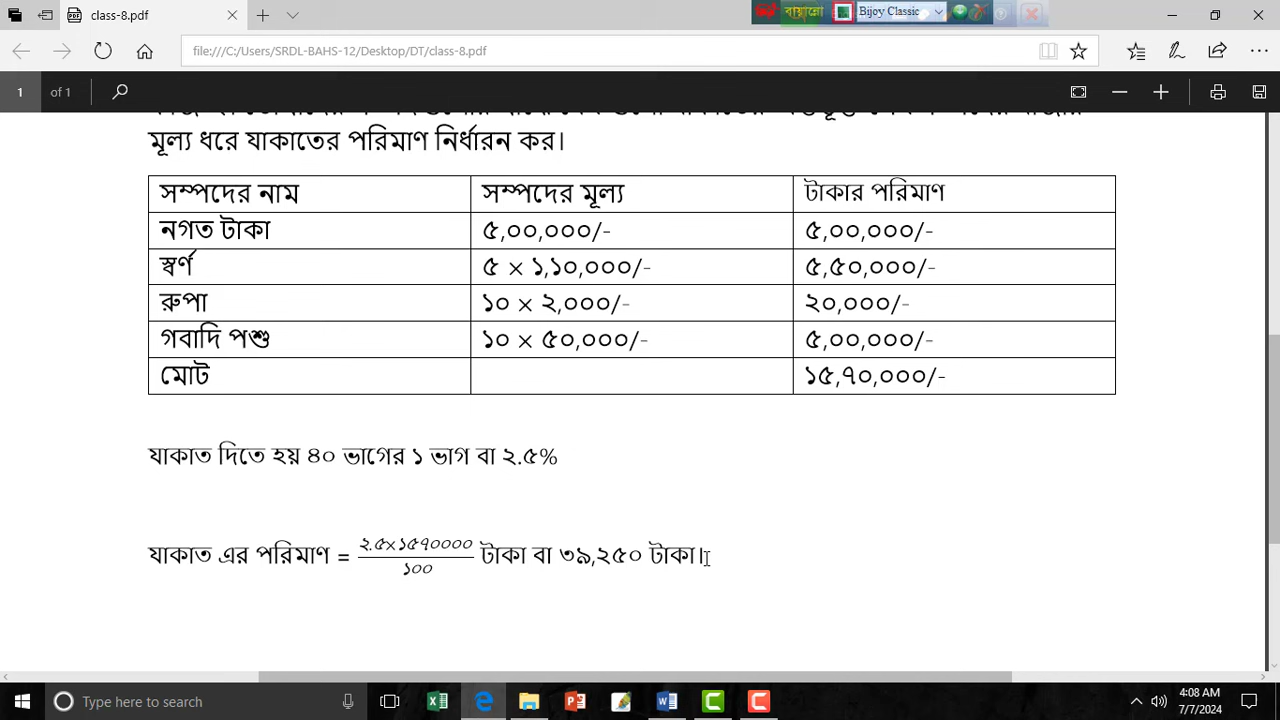 class-8.pdf
বায়ান্নো
Bijoy Classic
file:///C:/Users/SRDL-BAHS-12/Desktop/DT/class-8.pdf
1 of 1
মূল্য ধরে যাকাতের পরিমাণ নির্ধারন কর।
সম্পদের নাম সম্পদের মূল্য টাকার পরিমাণ
নগত টাকা ৫,০০,০০০/- ৫,০০,০০০/-
স্বর্ণ ৫ × ১,১০,০০০/- ৫,৫০,০০০/-
রুপা ১০ × ২,০০০/- ২০,০০০/-
গবাদি পশু ১০ × ৫০,০০০/- ৫,০০,০০০/-
মোট ১৫,৭০,০০০/-
যাকাত দিতে হয় ৪০ ভাগের ১ ভাগ বা ২.৫%
যাকাত এর পরিমাণ = ২.৫×১৫৭০০০০ টাকা বা ৩৯,২৫০ টাকা।
১০০
Type here to search
4:08 AM
7/7/2024